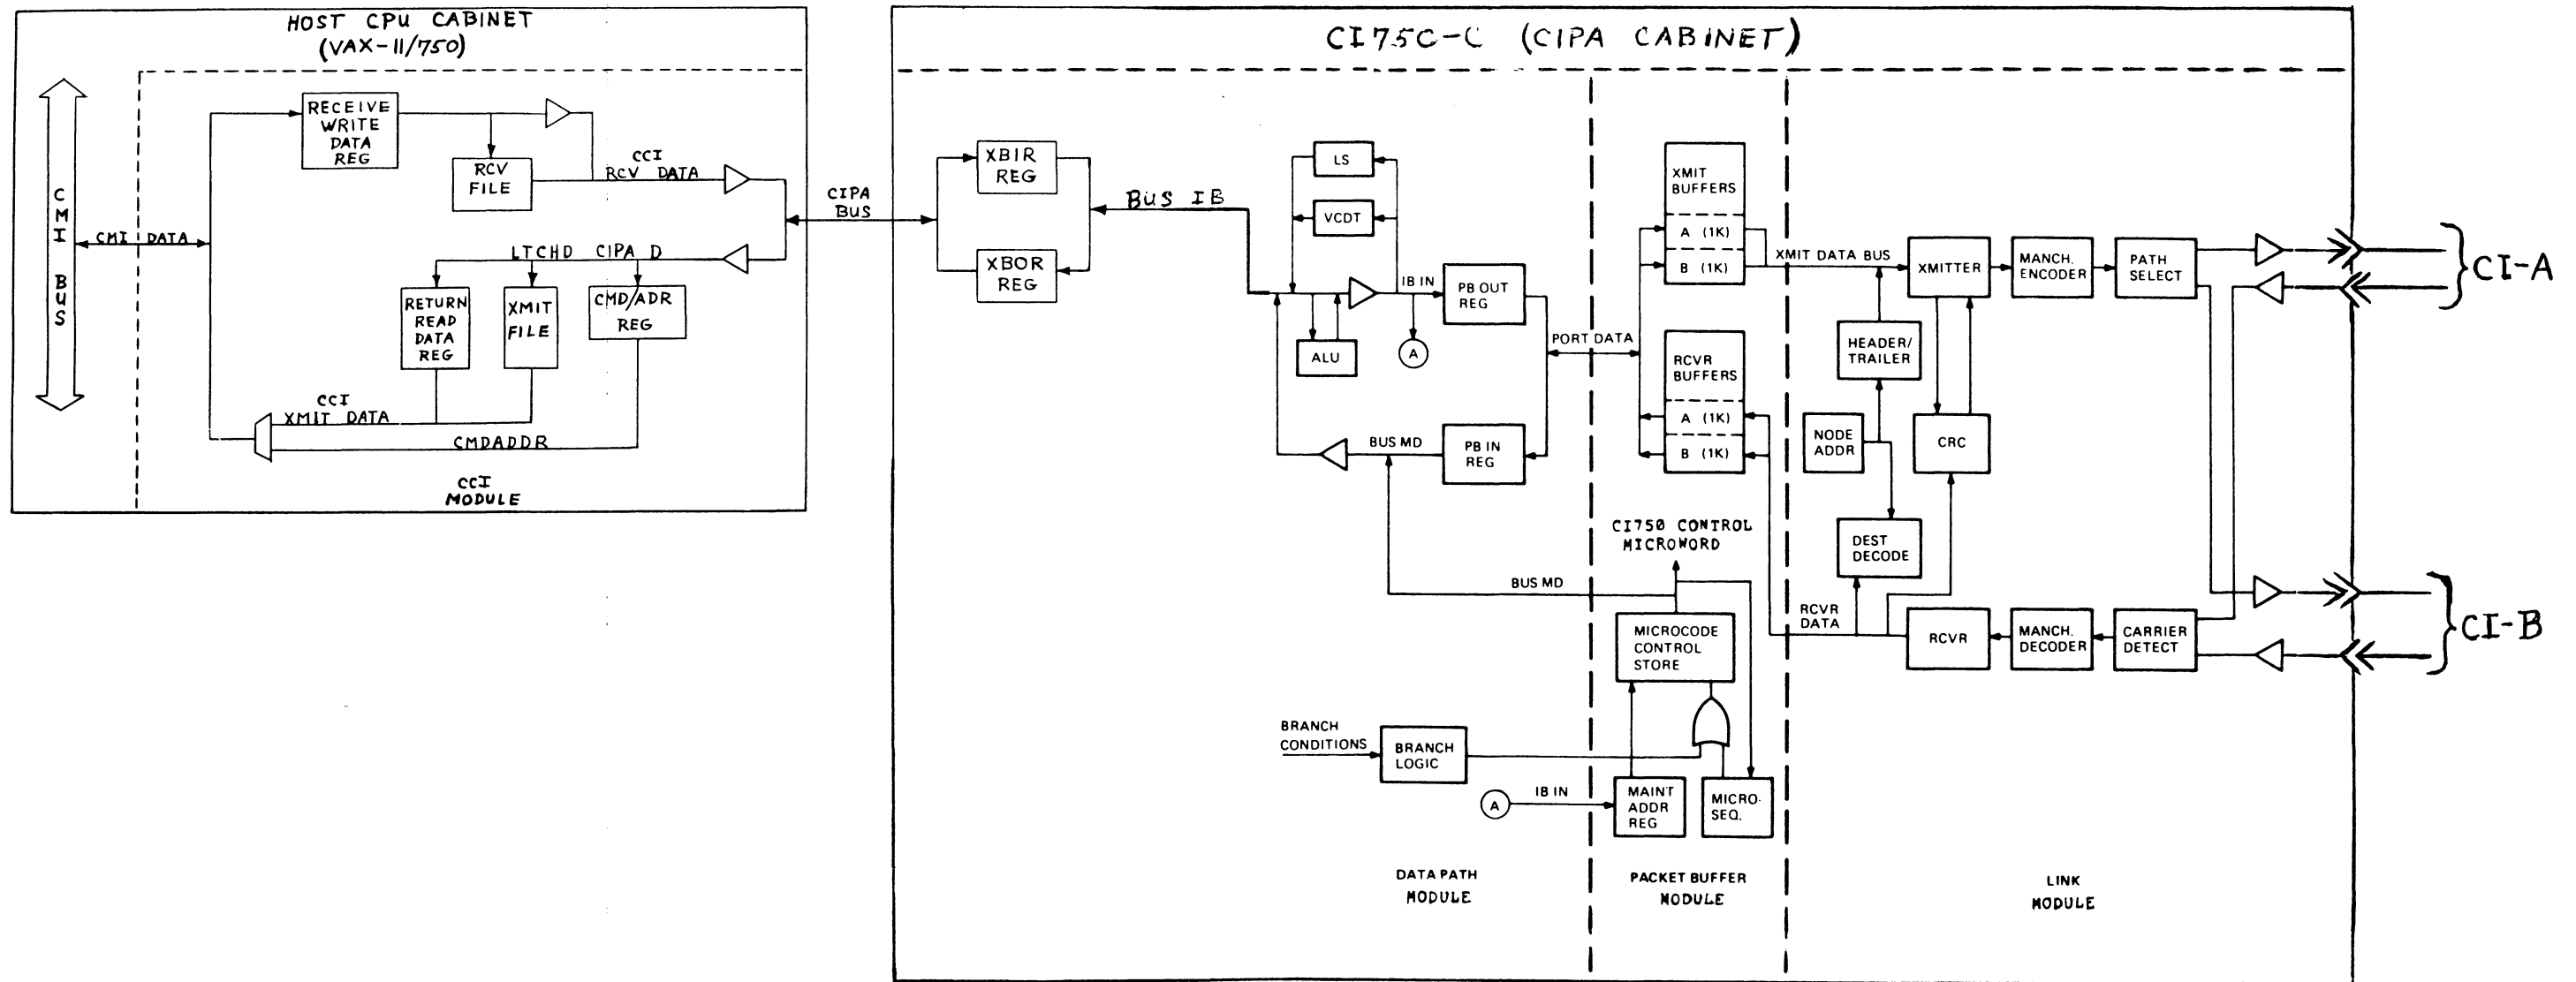 HOST CPU CABINET
(VAX-11/750)
CMI BUS
CMI DATA
RECEIVE
WRITE
DATA
REG
RCV
FILE
CCI
RCV DATA
LTCHD CIPA D
RETURN
READ
DATA
REG
XMIT
FILE
CMD/ADR
REG
CCI
XMIT DATA
CMDADDR
CCI
MODULE
CIPA
BUS
CI750-C (CIPA CABINET)
XBIR
REG
XBOR
REG
BUS IB
LS
VCDT
ALU
IB IN
A
PB OUT
REG
PORT DATA
BUS MD
PB IN
REG
BUS MD
BRANCH
CONDITIONS
BRANCH
LOGIC
A
IB IN
DATA PATH
MODULE
XMIT
BUFFERS
A (1K)
B (1K)
RCVR
BUFFERS
A (1K)
B (1K)
CI750 CONTROL
MICROWORD
MICROCODE
CONTROL
STORE
MAINT
ADDR
REG
MICRO-
SEQ.
PACKET BUFFER
MODULE
XMIT DATA BUS
XMITTER
MANCH.
ENCODER
PATH
SELECT
HEADER/
TRAILER
NODE
ADDR
CRC
DEST
DECODE
RCVR
DATA
RCVR
MANCH.
DECODER
CARRIER
DETECT
LINK
MODULE
CI-A
CI-B